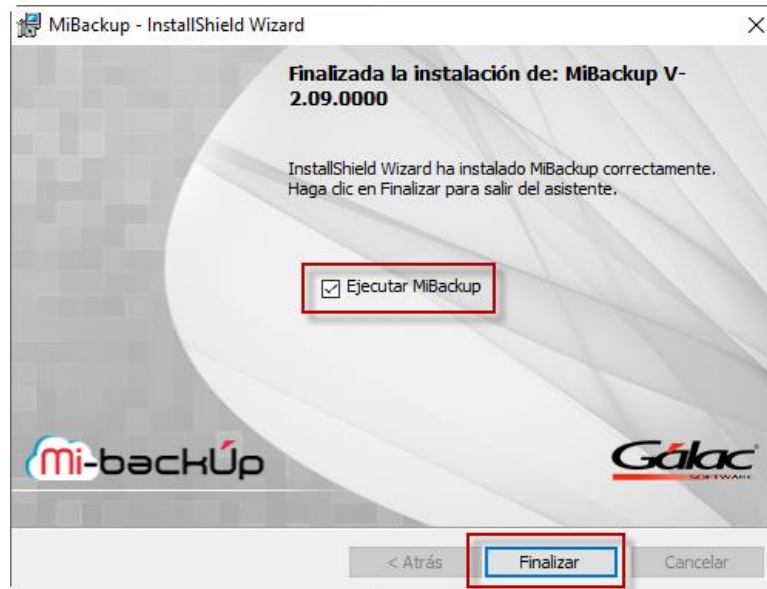 MiBackup - InstallShield Wizard
Finalizada la instalación de: MiBackup V-
2.09.0000
InstallShield Wizard ha instalado MiBackup correctamente.
Haga clic en Finalizar para salir del asistente.
Ejecutar MiBackup
Mi-backÚp
Gálac
SOFTWARE
< Atrás
Finalizar
Cancelar